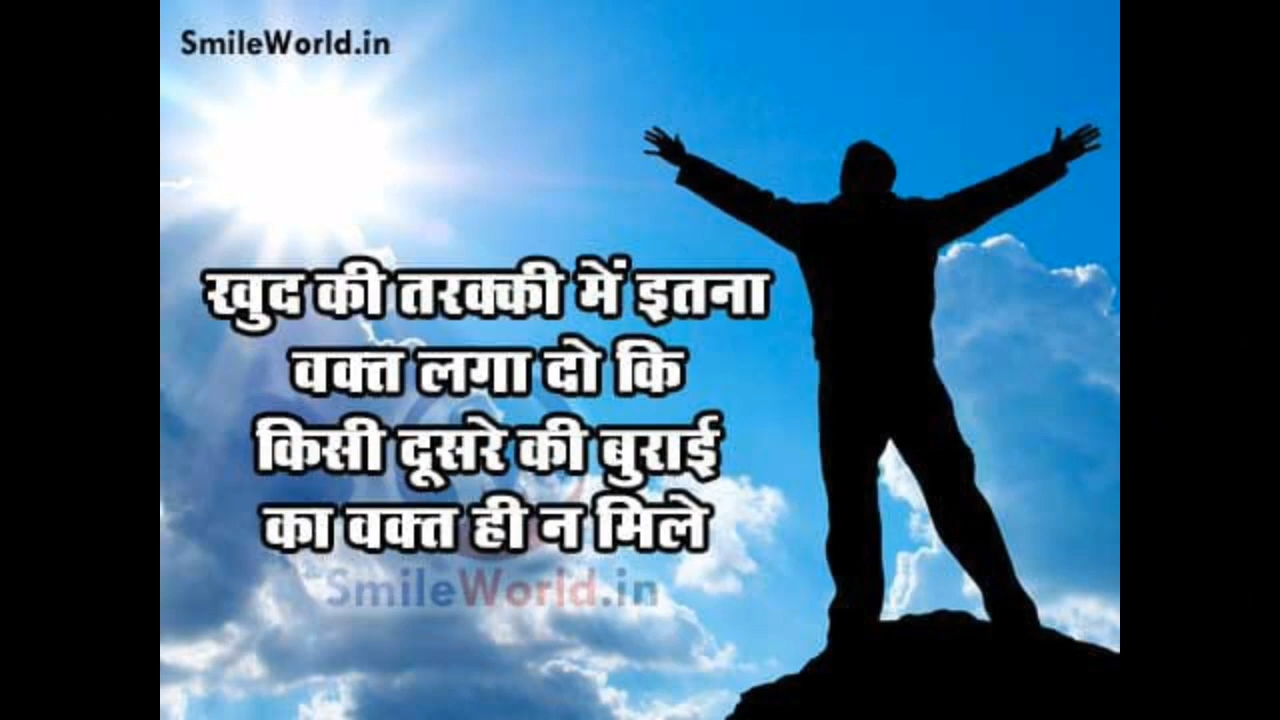 SmileWorld.in
खुद की तरक्की में इतना
वक्त लगा दो कि
किसी दूसरे की बुराई
का वक्त ही न मिले
SmileWorld.in